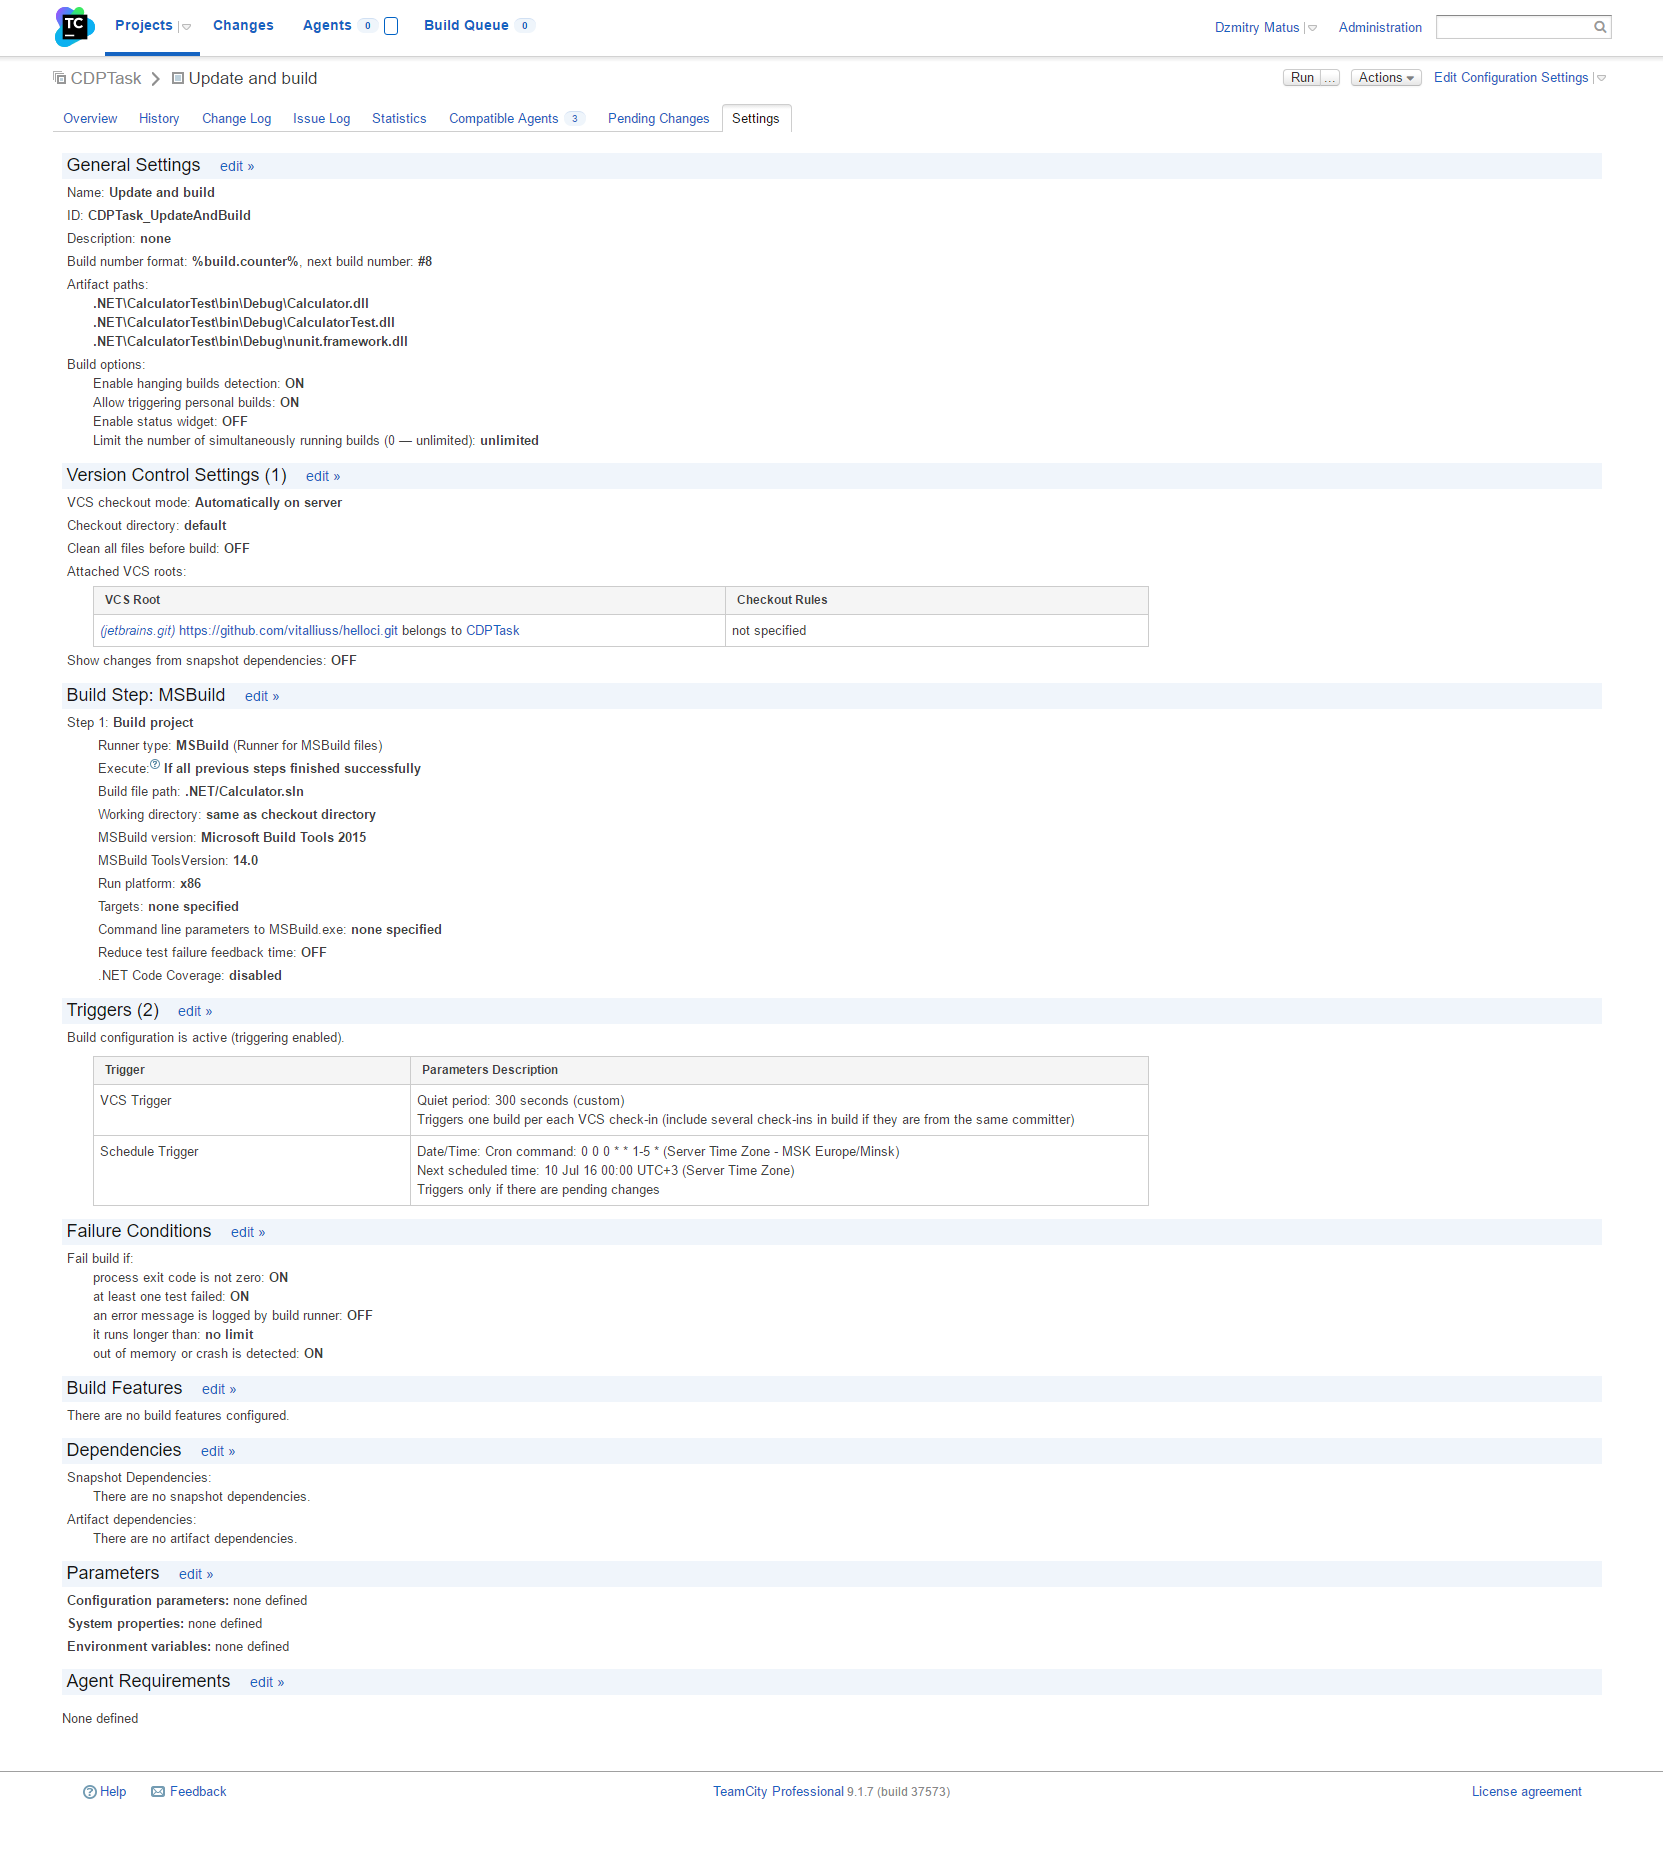 TC Projects Changes Agents 0 Build Queue 0 Dzmitry Matus Administration
CDPTask Update and build Run ... Actions Edit Configuration Settings
Overview History Change Log Issue Log Statistics Compatible Agents 3 Pending Changes Settings
General Settings edit »
Name: Update and build
ID: CDPTask_UpdateAndBuild
Description: none
Build number format: %build.counter%, next build number: #8
Artifact paths:
.NET\CalculatorTest\bin\Debug\Calculator.dll
.NET\CalculatorTest\bin\Debug\CalculatorTest.dll
.NET\CalculatorTest\bin\Debug\nunit.framework.dll
Build options:
Enable hanging builds detection: ON
Allow triggering personal builds: ON
Enable status widget: OFF
Limit the number of simultaneously running builds (0 — unlimited): unlimited
Version Control Settings (1) edit »
VCS checkout mode: Automatically on server
Checkout directory: default
Clean all files before build: OFF
Attached VCS roots:
VCS Root Checkout Rules
(jetbrains.git) https://github.com/vitalliuss/helloci.git belongs to CDPTask not specified
Show changes from snapshot dependencies: OFF
Build Step: MSBuild edit »
Step 1: Build project
Runner type: MSBuild (Runner for MSBuild files)
Execute:? If all previous steps finished successfully
Build file path: .NET/Calculator.sln
Working directory: same as checkout directory
MSBuild version: Microsoft Build Tools 2015
MSBuild ToolsVersion: 14.0
Run platform: x86
Targets: none specified
Command line parameters to MSBuild.exe: none specified
Reduce test failure feedback time: OFF
.NET Code Coverage: disabled
Triggers (2) edit »
Build configuration is active (triggering enabled).
Trigger Parameters Description
VCS Trigger Quiet period: 300 seconds (custom)
Triggers one build per each VCS check-in (include several check-ins in build if they are from the same committer)
Schedule Trigger Date/Time: Cron command: 0 0 0 * * 1-5 * (Server Time Zone - MSK Europe/Minsk)
Next scheduled time: 10 Jul 16 00:00 UTC+3 (Server Time Zone)
Triggers only if there are pending changes
Failure Conditions edit »
Fail build if:
process exit code is not zero: ON
at least one test failed: ON
an error message is logged by build runner: OFF
it runs longer than: no limit
out of memory or crash is detected: ON
Build Features edit »
There are no build features configured.
Dependencies edit »
Snapshot Dependencies:
There are no snapshot dependencies.
Artifact dependencies:
There are no artifact dependencies.
Parameters edit »
Configuration parameters: none defined
System properties: none defined
Environment variables: none defined
Agent Requirements edit »
None defined
? Help Feedback TeamCity Professional 9.1.7 (build 37573) License agreement